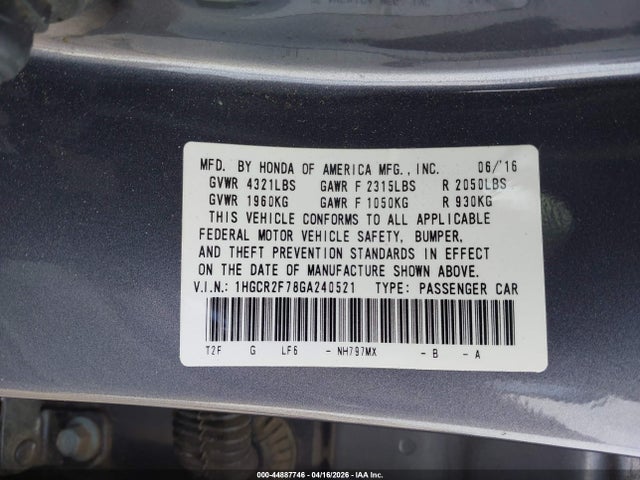 MFD. BY HONDA OF AMERICA MFG., INC. 06/'16
GVWR 4321LBS GAWR F 2315LBS R 2050LBS
GVWR 1960KG GAWR F 1050KG R 930KG
THIS VEHICLE CONFORMS TO ALL APPLICABLE
FEDERAL MOTOR VEHICLE SAFETY, BUMPER,
AND THEFT PREVENTION STANDARDS IN EFFECT
ON THE DATE OF MANUFACTURE SHOWN ABOVE.
V.I.N.: 1HGCR2F78GA240521 TYPE: PASSENGER CAR
T2F G LF6 - NH797MX - B - A
000-44887746 - 04/16/2026 - IAA Inc.